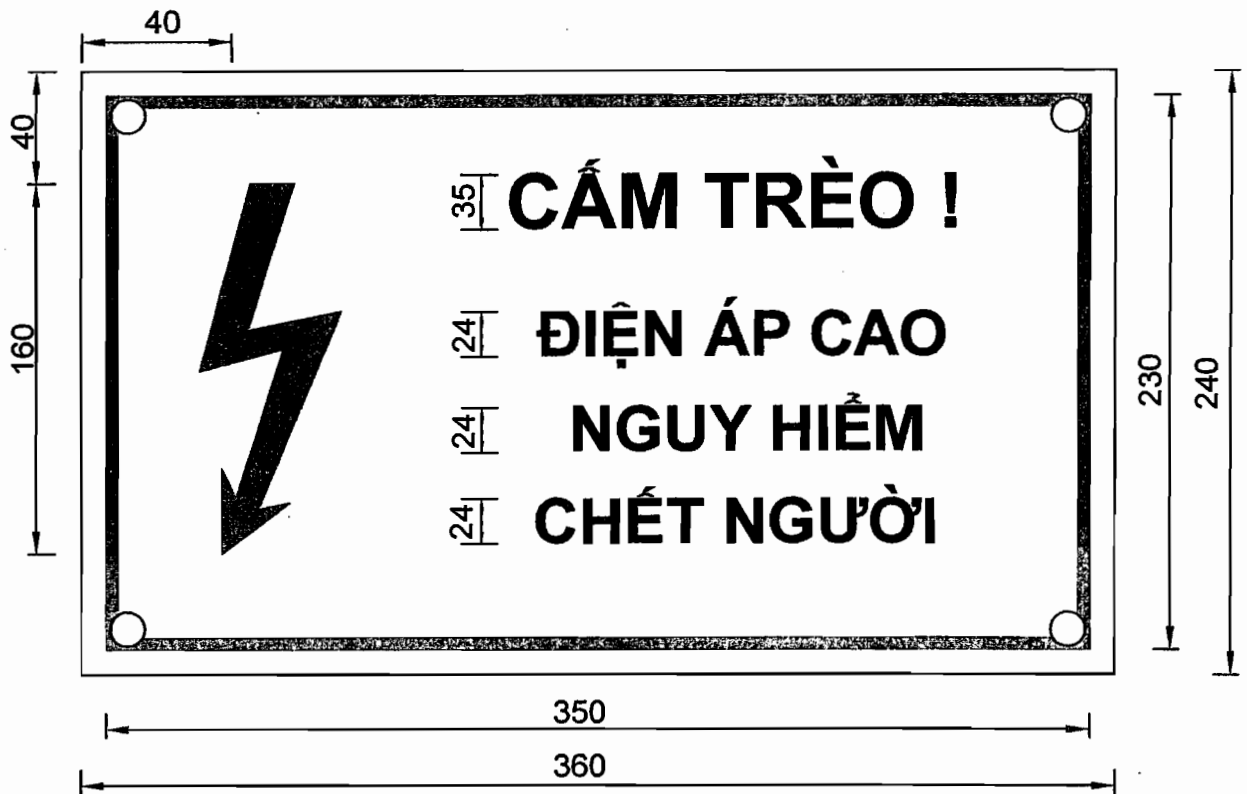 40
40
35
CẤM TRÈO !
160
24
ĐIỆN ÁP CAO
230
240
24
NGUY HIỂM
24
CHẾT NGƯỜI
350
360